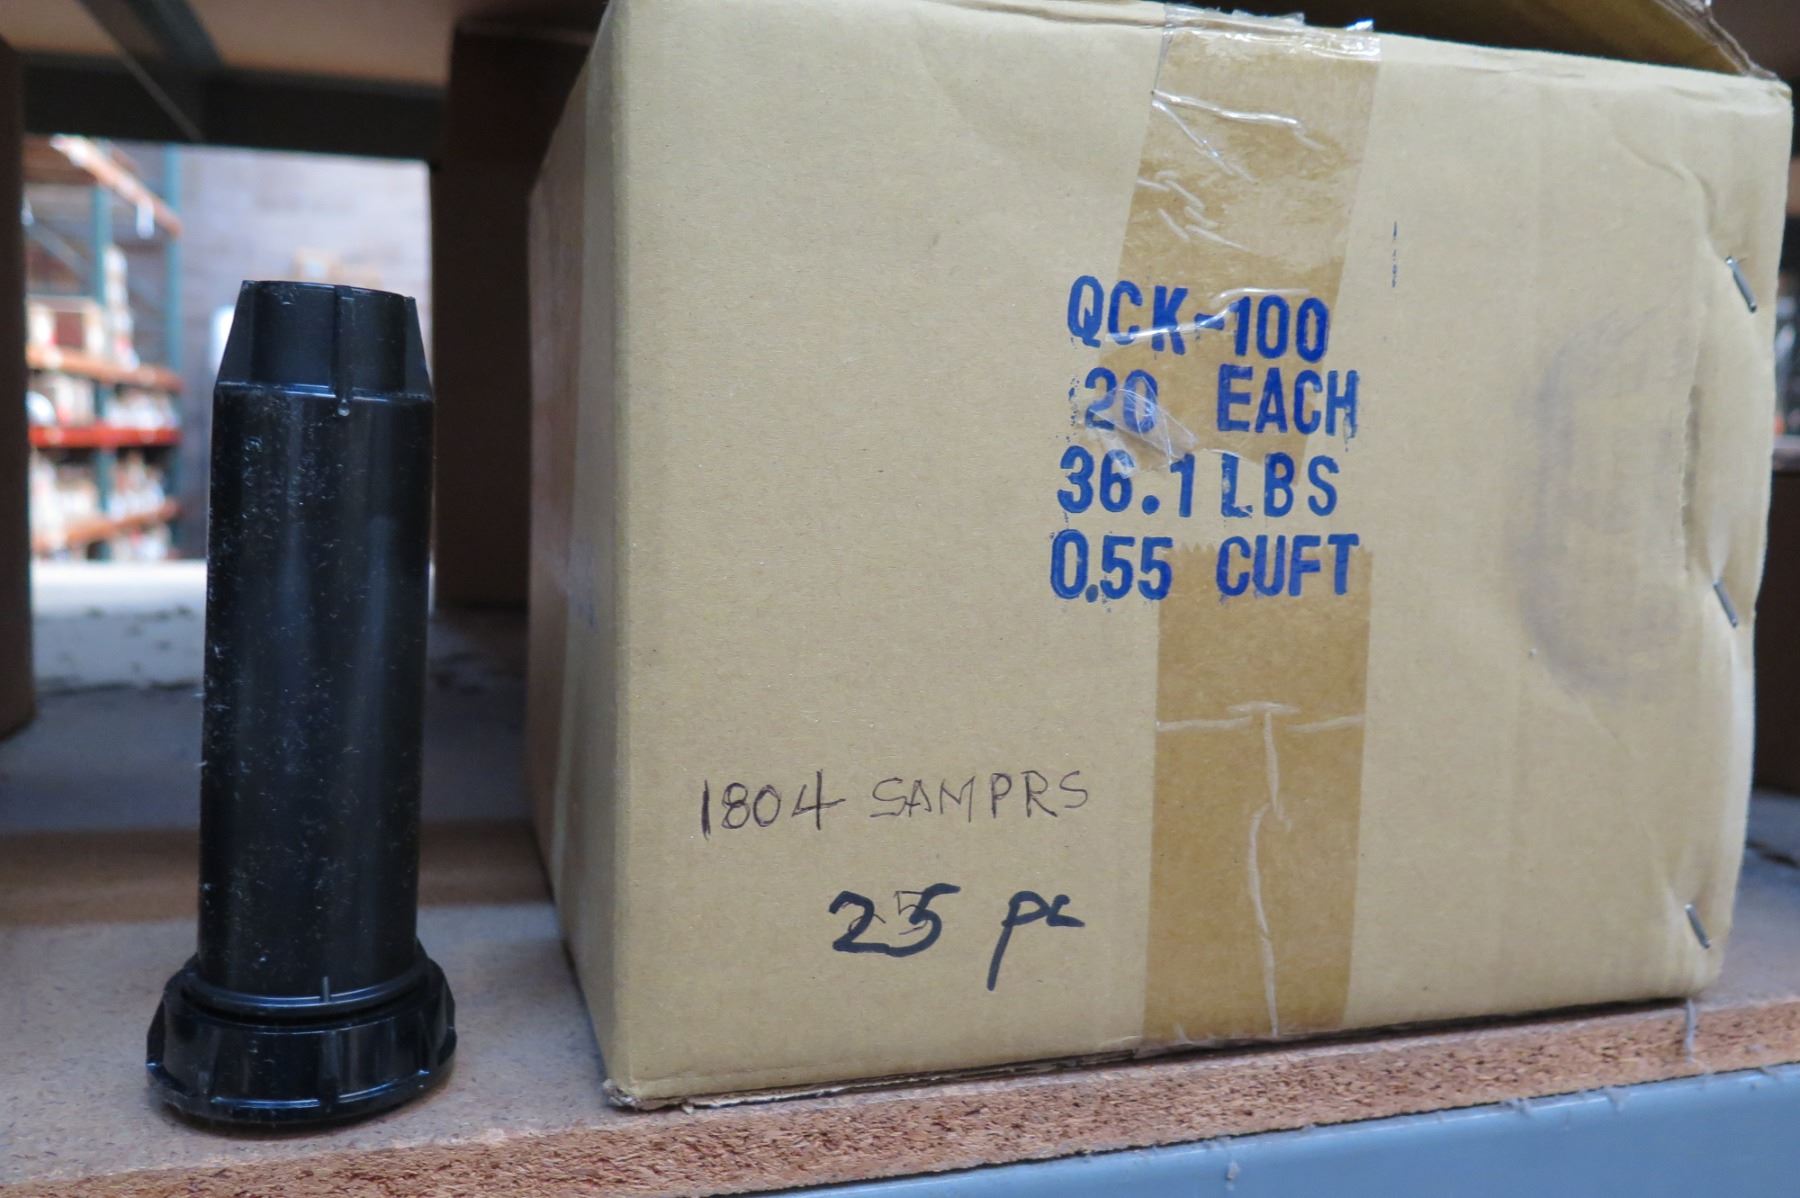 QCK-100
20 EACH
36.1 LBS
0.55 CUFT
1804 SAMPRS
25 pc